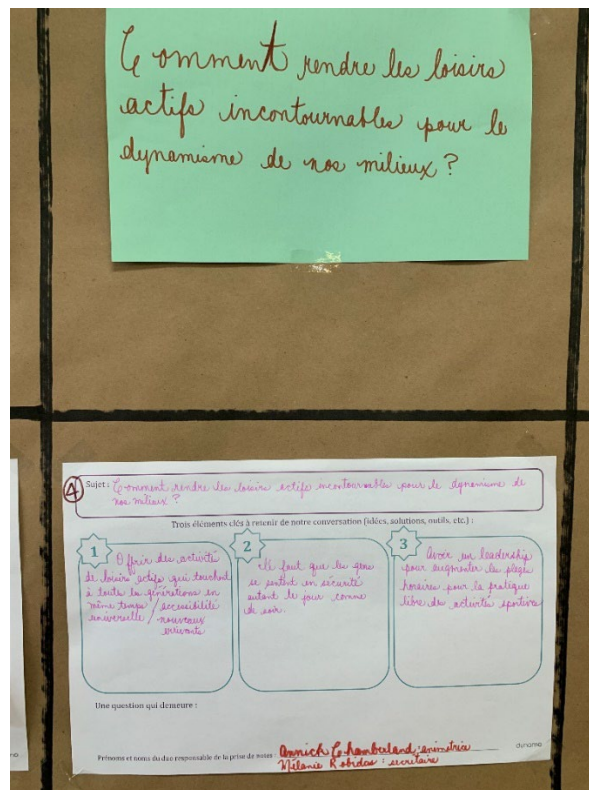 Comment rendre les loisirs
actifs incontournables pour le
dynamisme de nos milieux ?
4
Sujet : Comment rendre les loisirs actifs incontournables pour le dynamisme de
nos milieux ?
Trois éléments clés à retenir de notre conversation (idées, solutions, outils, etc.) :
1
Offrir des activités
de loisirs actifs qui touchent
à toutes les générations en
même temps / accessibilité
universelle / nouveaux
arrivants
2
Il faut que les gens
se sentent en sécurité
autant le jour comme
de soir.
3
Avoir un leadership
pour augmenter les plages
horaires pour la pratique
libre des activités sportives
Une question qui demeure :
Prénoms et noms du duo responsable de la prise de notes : Annick Chamberland, animatrice
Mélanie Robidas : secrétaire
dynamo